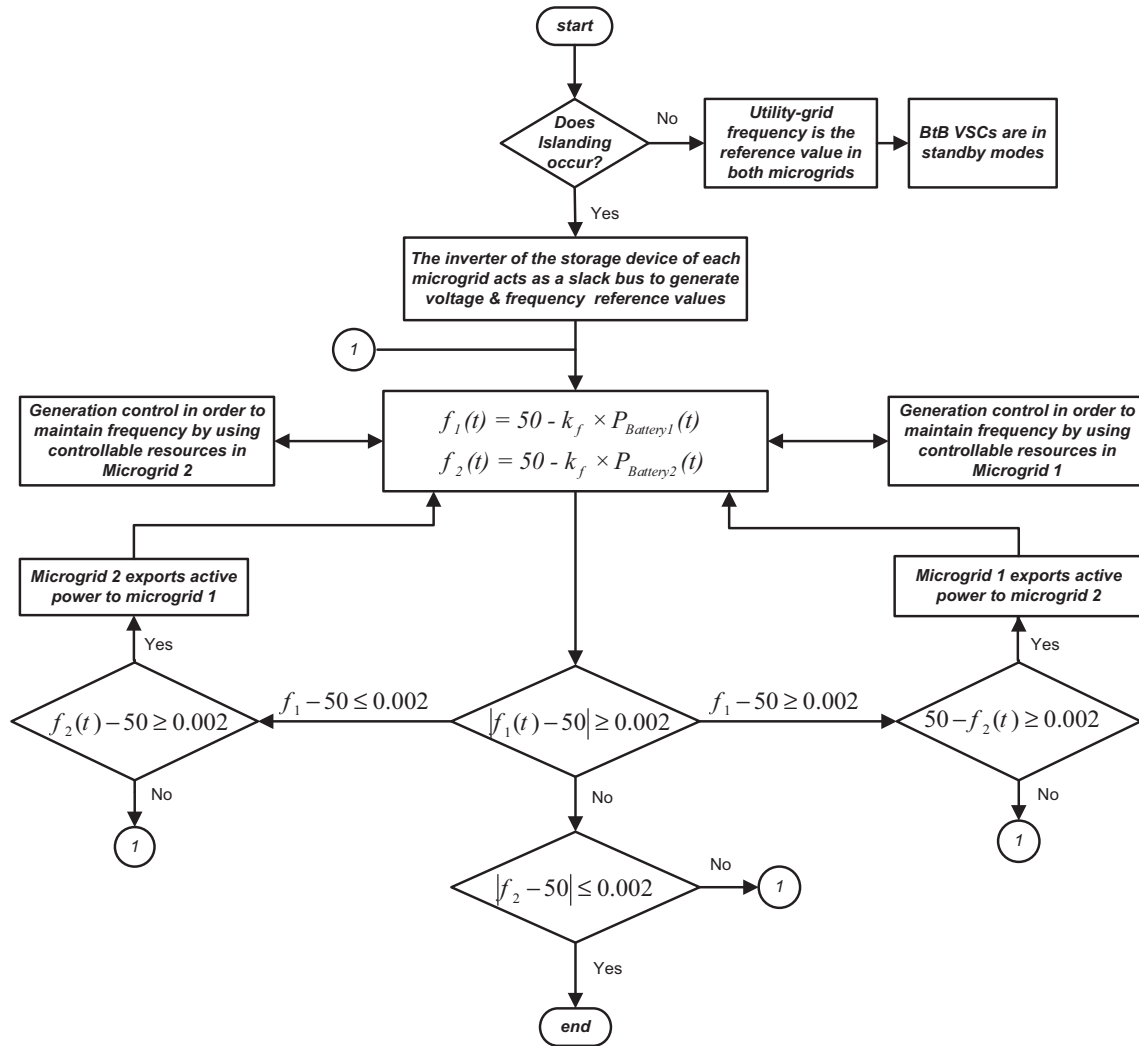 start
Does
Islanding
occur?
No
Utility-grid
frequency is the
reference value in
both microgrids
BtB VSCs are in
standby modes
Yes
The inverter of the storage device of each
microgrid acts as a slack bus to generate
voltage & frequency reference values
1
Generation control in order to
maintain frequency by using
controllable resources in
Microgrid 2
f₁(t) = 50 - k_f × P_Battery1(t)
f₂(t) = 50 - k_f × P_Battery2(t)
Generation control in order to
maintain frequency by using
controllable resources in
Microgrid 1
Microgrid 2 exports active
power to microgrid 1
Microgrid 1 exports active
power to microgrid 2
Yes
Yes
f₂(t) − 50 ≥ 0.002
f₁ − 50 ≤ 0.002
|f₁(t) − 50| ≥ 0.002
f₁ − 50 ≥ 0.002
50 − f₂(t) ≥ 0.002
No
No
No
1
1
|f₂ − 50| ≤ 0.002
No
1
Yes
end